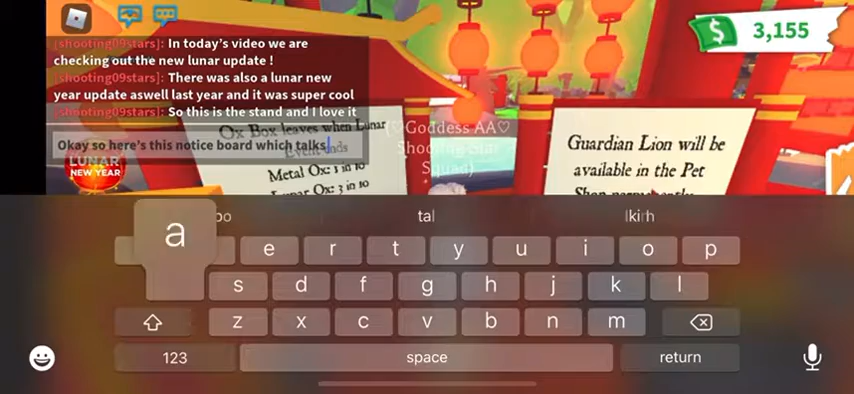 [shooting09stars]: In today's video we are
checking out the new lunar update !
[shooting09stars]: There was also a lunar new
year update aswell last year and it was super cool
[shooting09stars]: So this is the stand and I love it
Okay so here's this notice board which talks
3,155
LUNAR
NEW YEAR
Ox Box leaves when Lunar
Event ends
Metal Ox: 1 in 10
Lunar Ox: 3 in 10
♡Goddess AA♡
Shooting Star
Squad)
Guardian Lion will be
available in the Pet
Shop permanently
tal
a
e r t y u i o p
s d f g h j k l
z x c v b n m
123
space
return